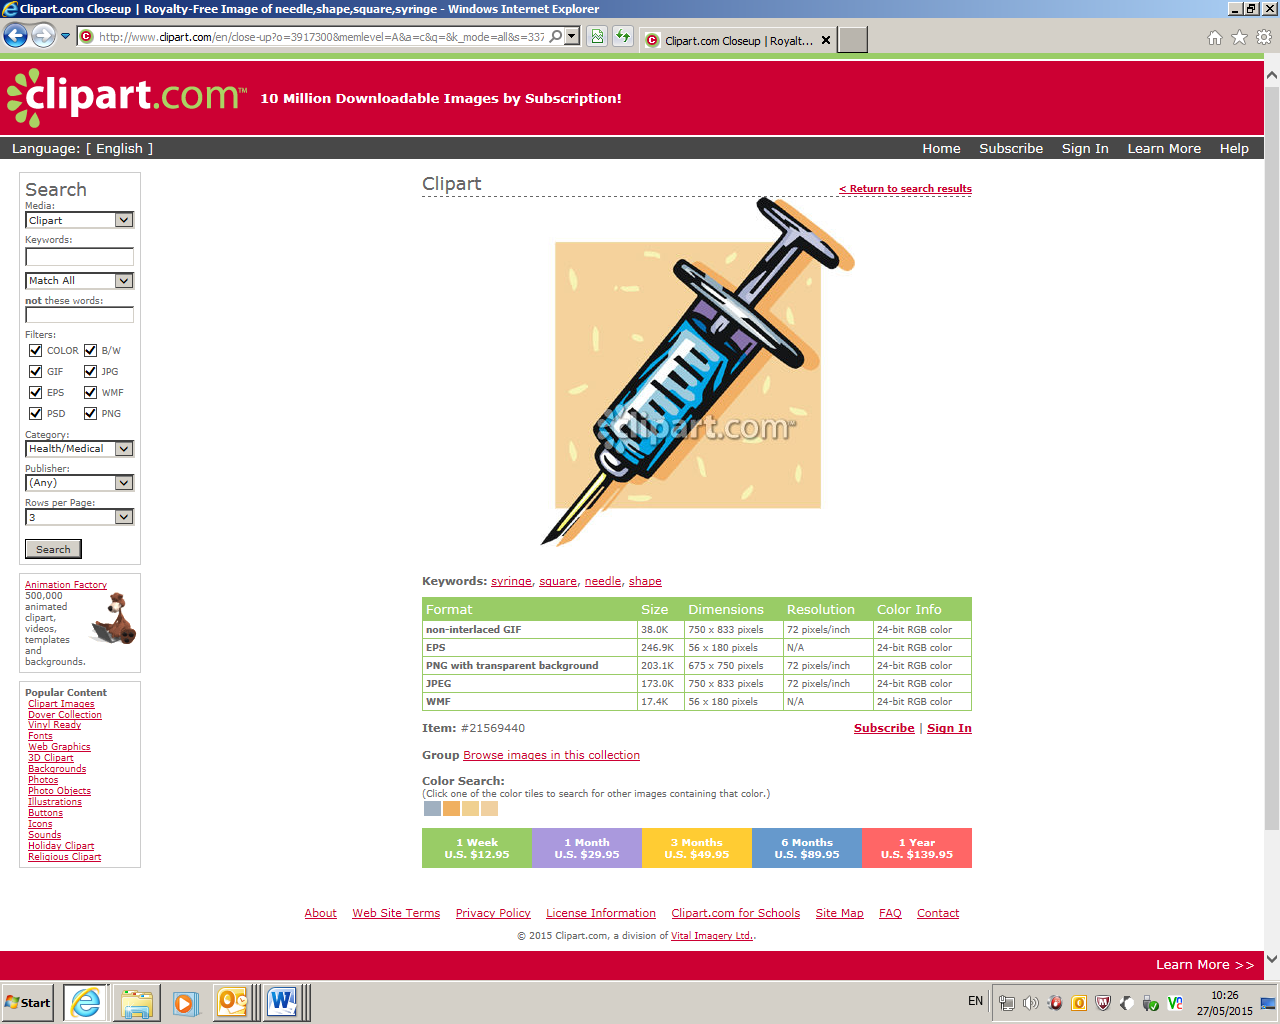 Clipart.com Closeup | Royalty-Free Image of needle,shape,square,syringe - Windows Internet Explorer
http://www.clipart.com/en/close-up?o=3917300&memlevel=A&a=c&q=&k_mode=all&s=337
Clipart.com Closeup | Royalt...
clipart.com™ 10 Million Downloadable Images by Subscription!
Language: [ English ]
Home Subscribe Sign In Learn More Help
Search
Media:
Clipart
Keywords:
Match All
not these words:
Filters:
COLOR B/W
GIF JPG
EPS WMF
PSD PNG
Category:
Health/Medical
Publisher:
(Any)
Rows per Page:
3
Search
Animation Factory
500,000
animated
clipart,
videos,
templates
and
backgrounds.
Popular Content
Clipart Images
Dover Collection
Vinyl Ready
Fonts
Web Graphics
3D Clipart
Backgrounds
Photos
Photo Objects
Illustrations
Buttons
Icons
Sounds
Holiday Clipart
Religious Clipart
Clipart
< Return to search results
clipart.com™
Keywords: syringe, square, needle, shape
Format Size Dimensions Resolution Color Info
non-interlaced GIF 38.0K 750 x 833 pixels 72 pixels/inch 24-bit RGB color
EPS 246.9K 56 x 180 pixels N/A 24-bit RGB color
PNG with transparent background 203.1K 675 x 750 pixels 72 pixels/inch 24-bit RGB color
JPEG 173.0K 750 x 833 pixels 72 pixels/inch 24-bit RGB color
WMF 17.4K 56 x 180 pixels N/A 24-bit RGB color
Item: #21569440
Subscribe | Sign In
Group Browse images in this collection
Color Search:
(Click one of the color tiles to search for other images containing that color.)
1 Week 1 Month 3 Months 6 Months 1 Year
U.S. $12.95 U.S. $29.95 U.S. $49.95 U.S. $89.95 U.S. $139.95
About Web Site Terms Privacy Policy License Information Clipart.com for Schools Site Map FAQ Contact
© 2015 Clipart.com, a division of Vital Imagery Ltd..
Learn More >>
Start
EN
10:26
27/05/2015